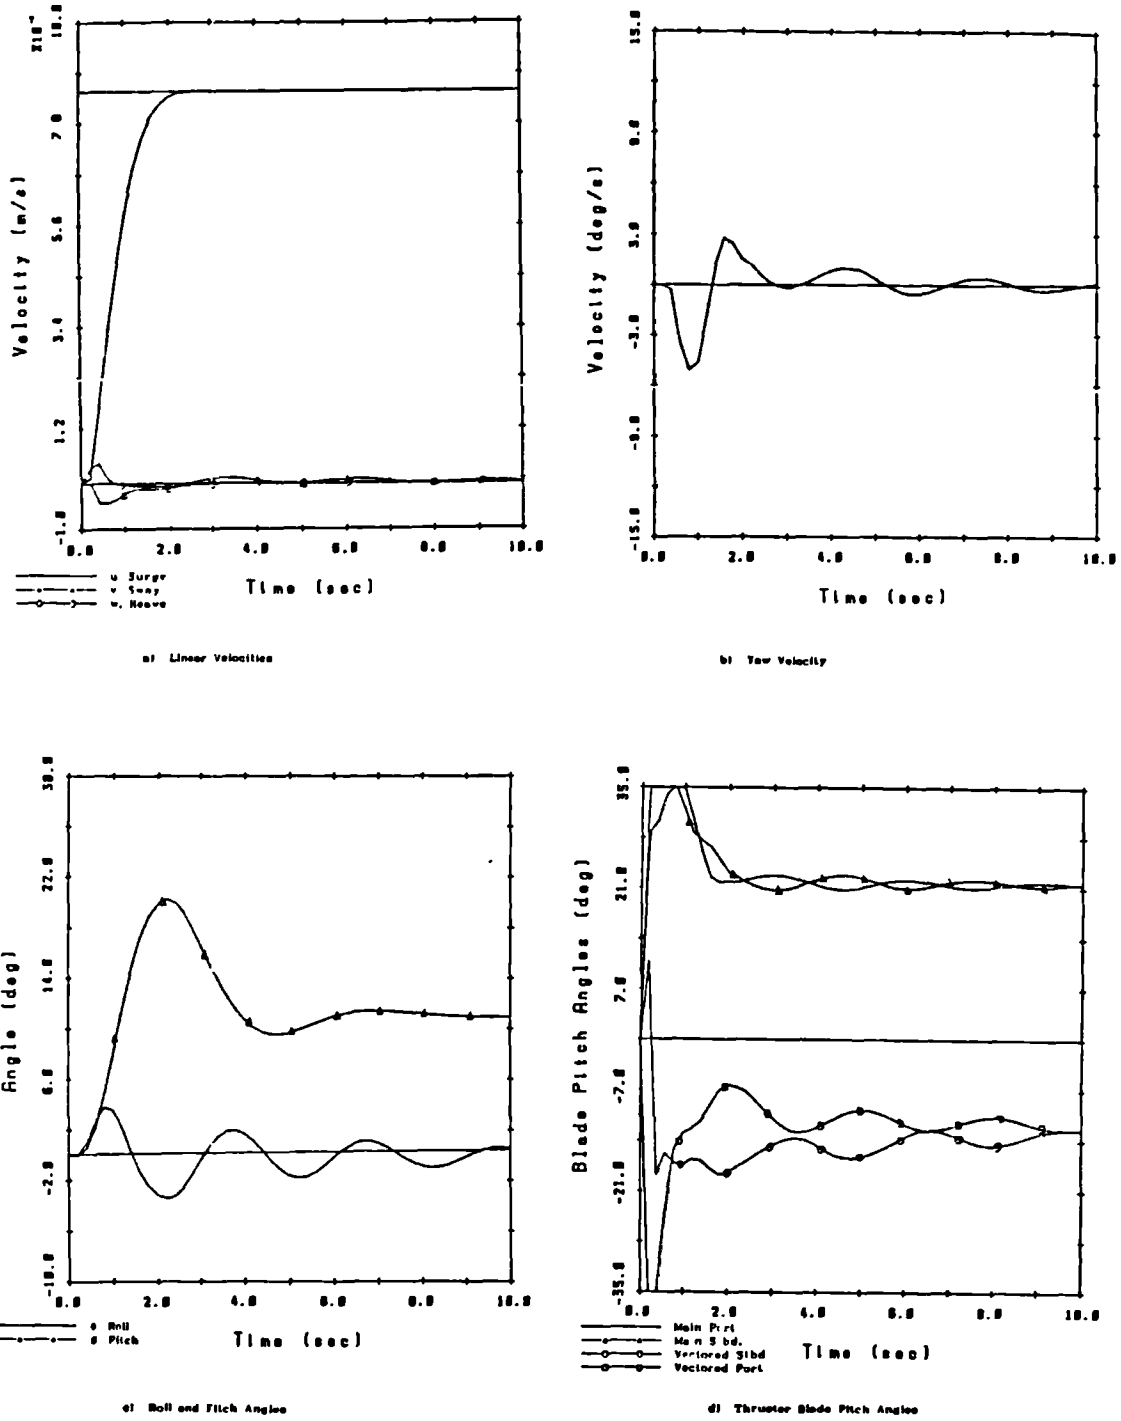 10.0
7.8
5.6
3.4
1.2
-1.0
Velocity (m/s)
0.0 2.0 4.0 6.0 8.0 10.0
Time (sec)
u Surge
v Sway
w, Heave
a) Linear Velocities
15.0
9.0
3.0
-3.0
-9.0
-15.0
Velocity (deg/s)
0.0 2.0 4.0 6.0 8.0 10.0
Time (sec)
b) Yaw Velocity
30.0
22.0
14.0
6.0
-2.0
-10.0
Angle (deg)
0.0 2.0 4.0 6.0 8.0 10.0
Roll
Pitch
Time (sec)
c) Roll and Pitch Angles
35.0
21.0
7.0
-7.0
-21.0
-35.0
Blade Pitch Angles (deg)
0.0 2.0 4.0 6.0 8.0 10.0
Main Port
Main Stbd.
Vectored Stbd
Vectored Port
Time (sec)
d) Thruster Blade Pitch Angles